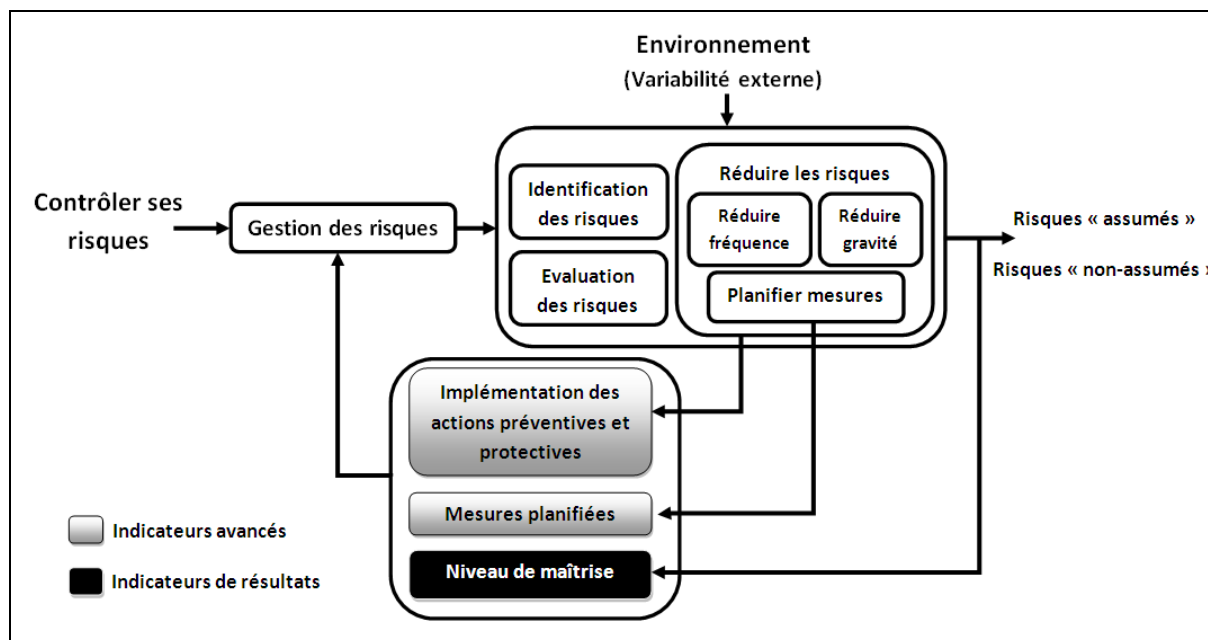 Environnement
(Variabilité externe)
Contrôler ses
risques
Gestion des risques
Identification
des risques
Evaluation
des risques
Réduire les risques
Réduire
fréquence
Réduire
gravité
Planifier mesures
Risques « assumés »
Risques « non-assumés »
Implémentation des
actions préventives et
protectives
Mesures planifiées
Niveau de maîtrise
Indicateurs avancés
Indicateurs de résultats